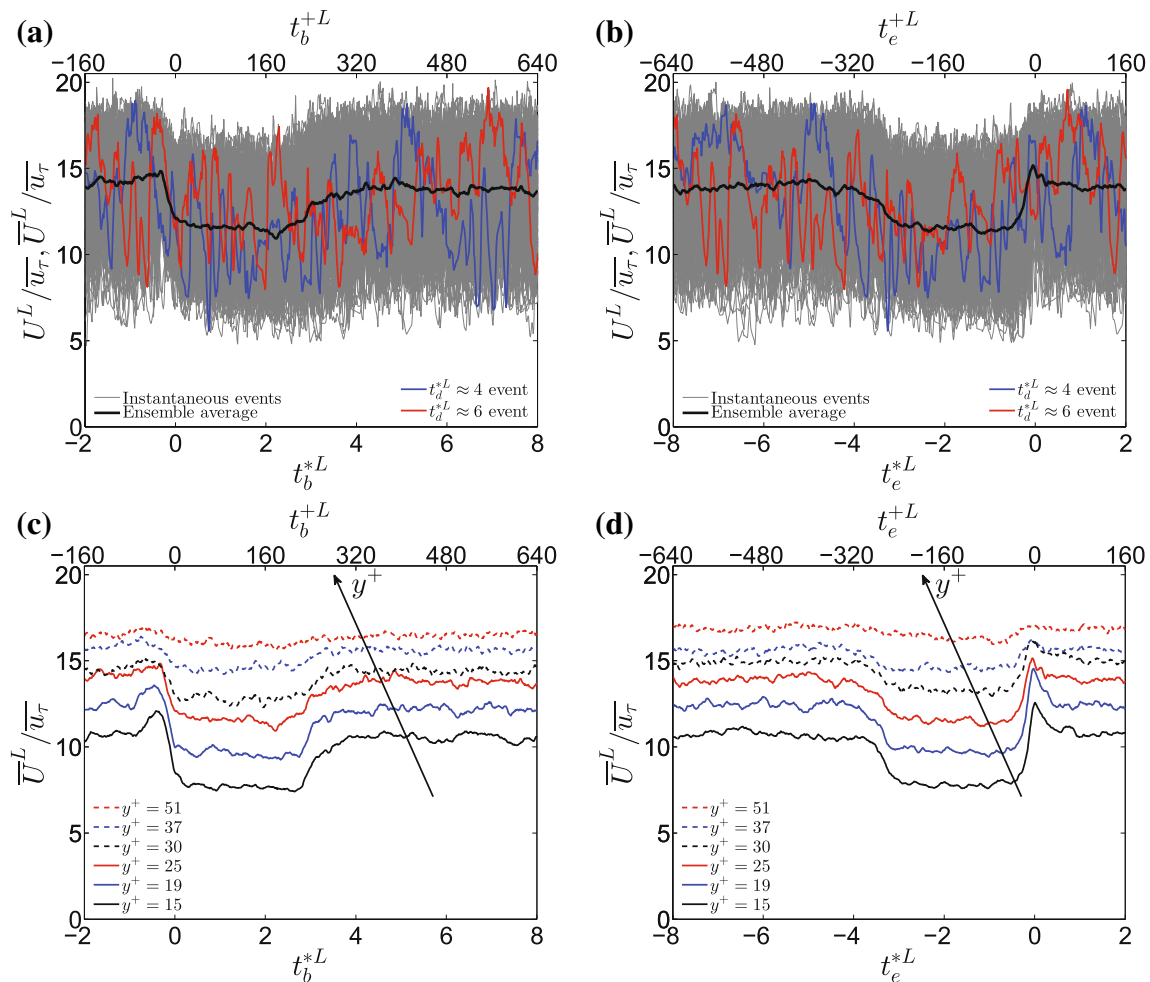 (a)
t_b^{+L}
−160 0 160 320 480 640
20
15
10
5
0
U^L/\overline{u_τ}, \overline{U}^L/\overline{u_τ}
Instantaneous events
Ensemble average
t_d^{*L} ≈ 4 event
t_d^{*L} ≈ 6 event
−2 0 2 4 6 8
t_b^{*L}
(b)
t_e^{+L}
−640 −480 −320 −160 0 160
20
15
10
5
0
U^L/\overline{u_τ}, \overline{U}^L/\overline{u_τ}
Instantaneous events
Ensemble average
t_d^{*L} ≈ 4 event
t_d^{*L} ≈ 6 event
−8 −6 −4 −2 0 2
t_e^{*L}
(c)
t_b^{+L}
−160 0 160 320 480 640
20
15
10
5
0
\overline{U}^L/\overline{u_τ}
y^+
y^+ = 51
y^+ = 37
y^+ = 30
y^+ = 25
y^+ = 19
y^+ = 15
−2 0 2 4 6 8
t_b^{*L}
(d)
t_e^{+L}
−640 −480 −320 −160 0 160
20
15
10
5
0
\overline{U}^L/\overline{u_τ}
y^+
y^+ = 51
y^+ = 37
y^+ = 30
y^+ = 25
y^+ = 19
y^+ = 15
−8 −6 −4 −2 0 2
t_e^{*L}